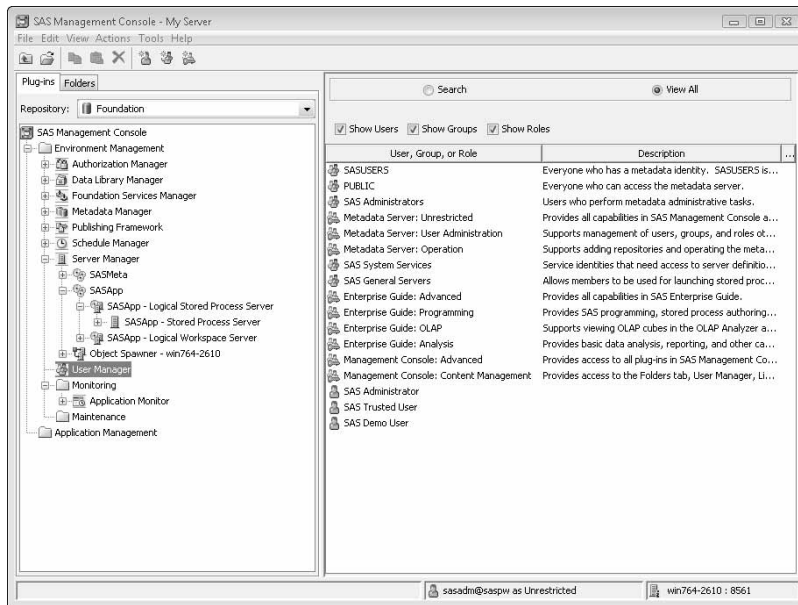 SAS Management Console - My Server
File Edit View Actions Tools Help
Plug-ins Folders
Repository: Foundation
SAS Management Console
Environment Management
Authorization Manager
Data Library Manager
Foundation Services Manager
Metadata Manager
Publishing Framework
Schedule Manager
Server Manager
SASMeta
SASApp
SASApp - Logical Stored Process Server
SASApp - Stored Process Server
SASApp - Logical Workspace Server
Object Spawner - win764-2610
User Manager
Monitoring
Application Monitor
Maintenance
Application Management
Search View All
Show Users Show Groups Show Roles
User, Group, or Role Description ...
SASUSERS Everyone who has a metadata identity. SASUSERS is...
PUBLIC Everyone who can access the metadata server.
SAS Administrators Users who perform metadata administrative tasks.
Metadata Server: Unrestricted Provides all capabilities in SAS Management Console a...
Metadata Server: User Administration Supports management of users, groups, and roles ot...
Metadata Server: Operation Supports adding repositories and operating the meta...
SAS System Services Service identities that need access to server definitio...
SAS General Servers Allows members to be used for launching stored proc...
Enterprise Guide: Advanced Provides all capabilities in SAS Enterprise Guide.
Enterprise Guide: Programming Provides SAS programming, stored process authoring...
Enterprise Guide: OLAP Supports viewing OLAP cubes in the OLAP Analyzer a...
Enterprise Guide: Analysis Provides basic data analysis, reporting, and other ca...
Management Console: Advanced Provides access to all plug-ins in SAS Management Co...
Management Console: Content Management Provides access to the Folders tab, User Manager, Li...
SAS Administrator
SAS Trusted User
SAS Demo User
sasadm@saspw as Unrestricted win764-2610 : 8561